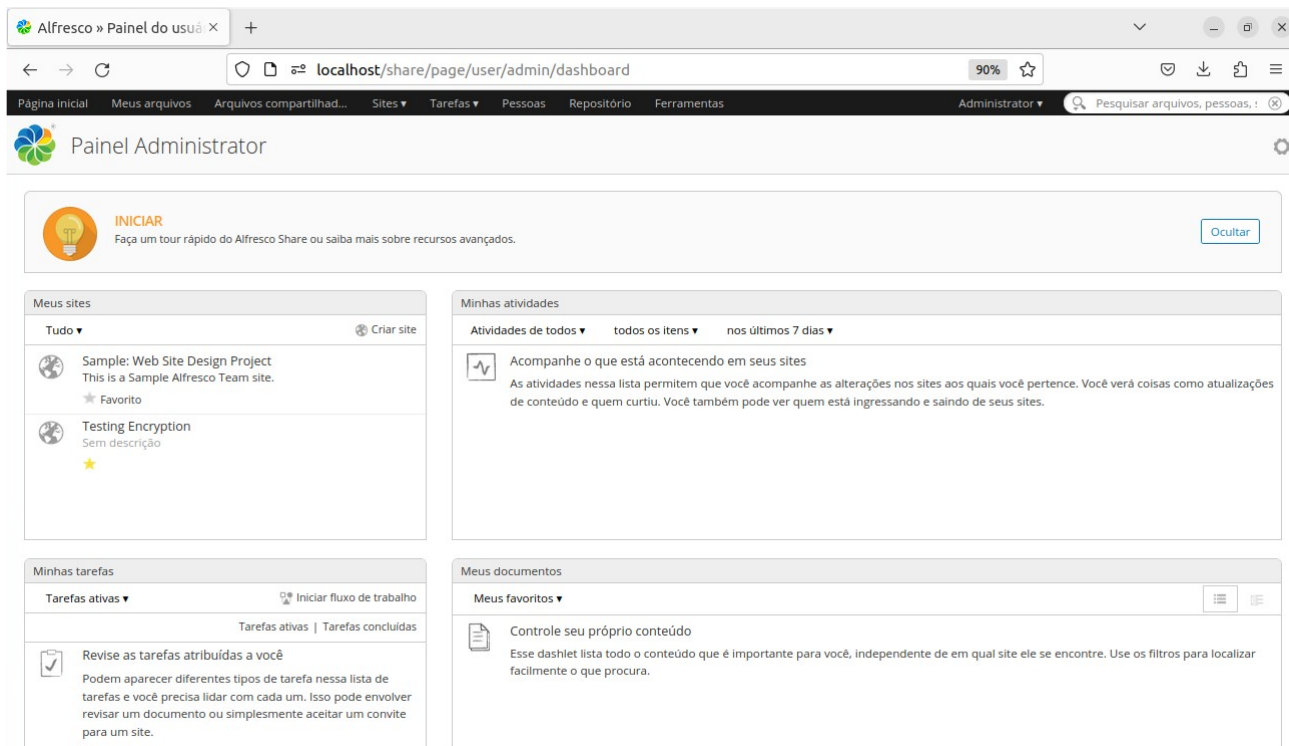 Alfresco » Painel do usuá
localhost/share/page/user/admin/dashboard
90%
Página inicial Meus arquivos Arquivos compartilhad... Sites ▾ Tarefas ▾ Pessoas Repositório Ferramentas Administrator ▾ Pesquisar arquivos, pessoas, :
Painel Administrator
INICIAR
Faça um tour rápido do Alfresco Share ou saiba mais sobre recursos avançados.
Ocultar
Meus sites
Tudo ▾ Criar site
Sample: Web Site Design Project
This is a Sample Alfresco Team site.
Favorito
Testing Encryption
Sem descrição
Minhas atividades
Atividades de todos ▾ todos os itens ▾ nos últimos 7 dias ▾
Acompanhe o que está acontecendo em seus sites
As atividades nessa lista permitem que você acompanhe as alterações nos sites aos quais você pertence. Você verá coisas como atualizações
de conteúdo e quem curtiu. Você também pode ver quem está ingressando e saindo de seus sites.
Minhas tarefas
Tarefas ativas ▾ Iniciar fluxo de trabalho
Tarefas ativas | Tarefas concluídas
Revise as tarefas atribuídas a você
Podem aparecer diferentes tipos de tarefa nessa lista de
tarefas e você precisa lidar com cada um. Isso pode envolver
revisar um documento ou simplesmente aceitar um convite
para um site.
Meus documentos
Meus favoritos ▾
Controle seu próprio conteúdo
Esse dashlet lista todo o conteúdo que é importante para você, independente de em qual site ele se encontre. Use os filtros para localizar
facilmente o que procura.